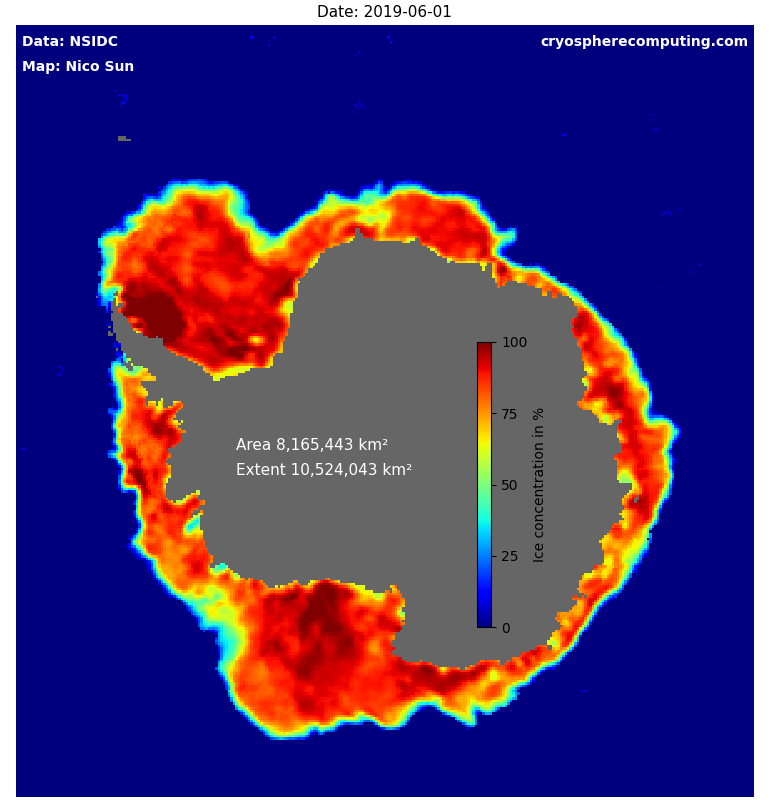 Date: 2019-06-01
Data: NSIDC
cryospherecomputing.com
Map: Nico Sun
100
75
50
25
0
Ice concentration in %
Area 8,165,443 km²
Extent 10,524,043 km²